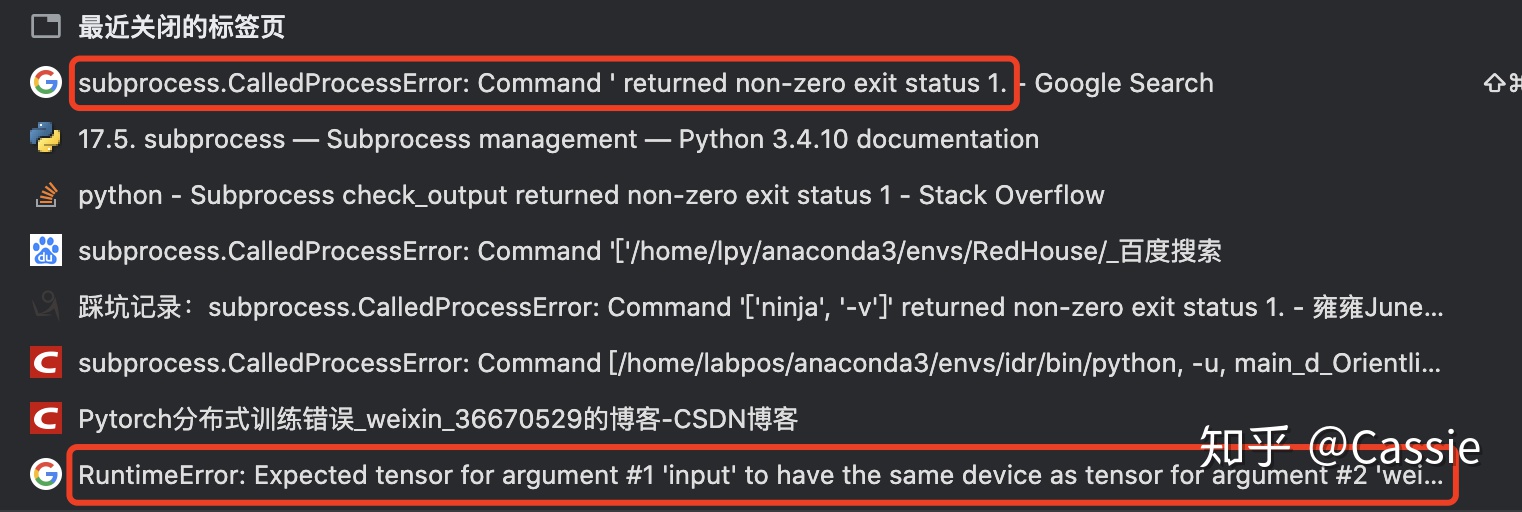 最近关闭的标签页
subprocess.CalledProcessError: Command ' returned non-zero exit status 1. - Google Search ⇧⌘
17.5. subprocess — Subprocess management — Python 3.4.10 documentation
python - Subprocess check_output returned non-zero exit status 1 - Stack Overflow
subprocess.CalledProcessError: Command '['/home/lpy/anaconda3/envs/RedHouse/_百度搜索
踩坑记录：subprocess.CalledProcessError: Command '['ninja', '-v']' returned non-zero exit status 1. - 雍雍June...
subprocess.CalledProcessError: Command [/home/labpos/anaconda3/envs/idr/bin/python, -u, main_d_Orientli...
Pytorch分布式训练错误_weixin_36670529的博客-CSDN博客
知乎 @Cassie
RuntimeError: Expected tensor for argument #1 'input' to have the same device as tensor for argument #2 'wei...